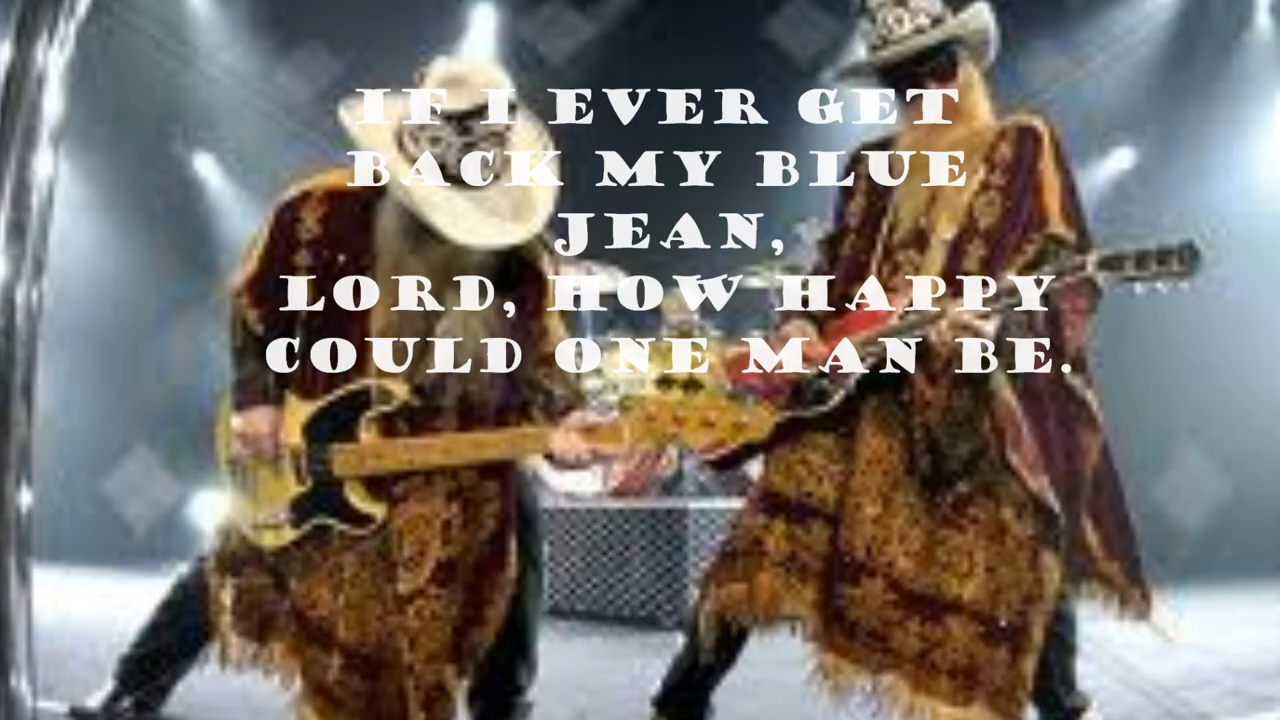 IF I EVER GET
BACK MY BLUE
JEAN,
LORD, HOW HAPPY
COULD ONE MAN BE.